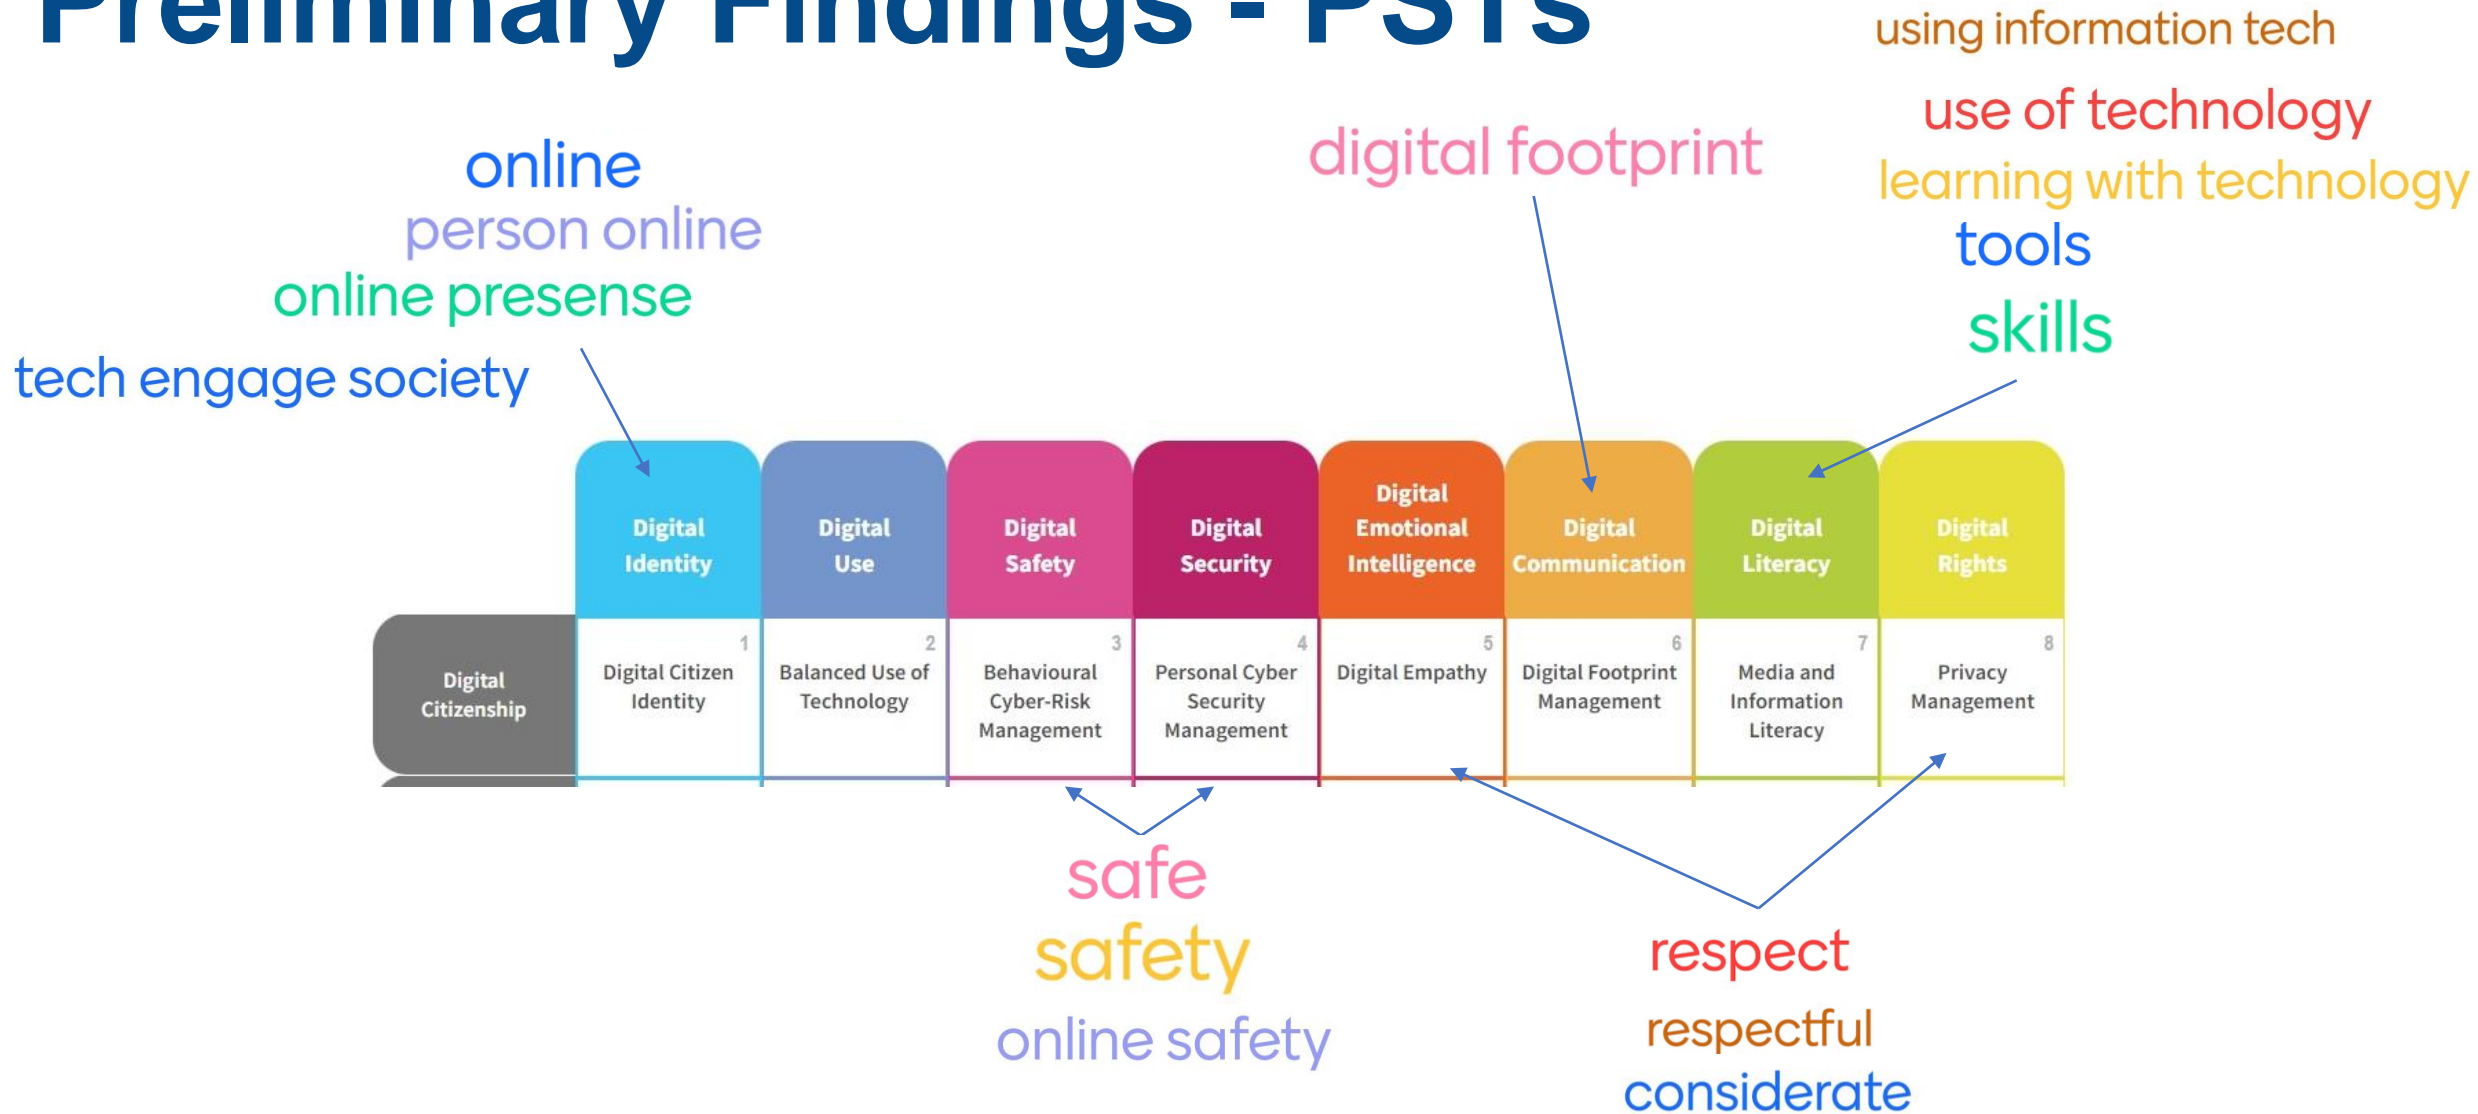 Preliminary Findings - PSTs
using information tech
use of technology
learning with technology
tools
skills
digital footprint
online
person online
online presense
tech engage society
Digital
Identity
Digital
Use
Digital
Safety
Digital
Security
Digital
Emotional
Intelligence
Digital
Communication
Digital
Literacy
Digital
Rights
Digital
Citizenship
1
Digital Citizen
Identity
2
Balanced Use of
Technology
3
Behavioural
Cyber-Risk
Management
4
Personal Cyber
Security
Management
5
Digital Empathy
6
Digital Footprint
Management
7
Media and
Information
Literacy
8
Privacy
Management
safe
safety
online safety
respect
respectful
considerate